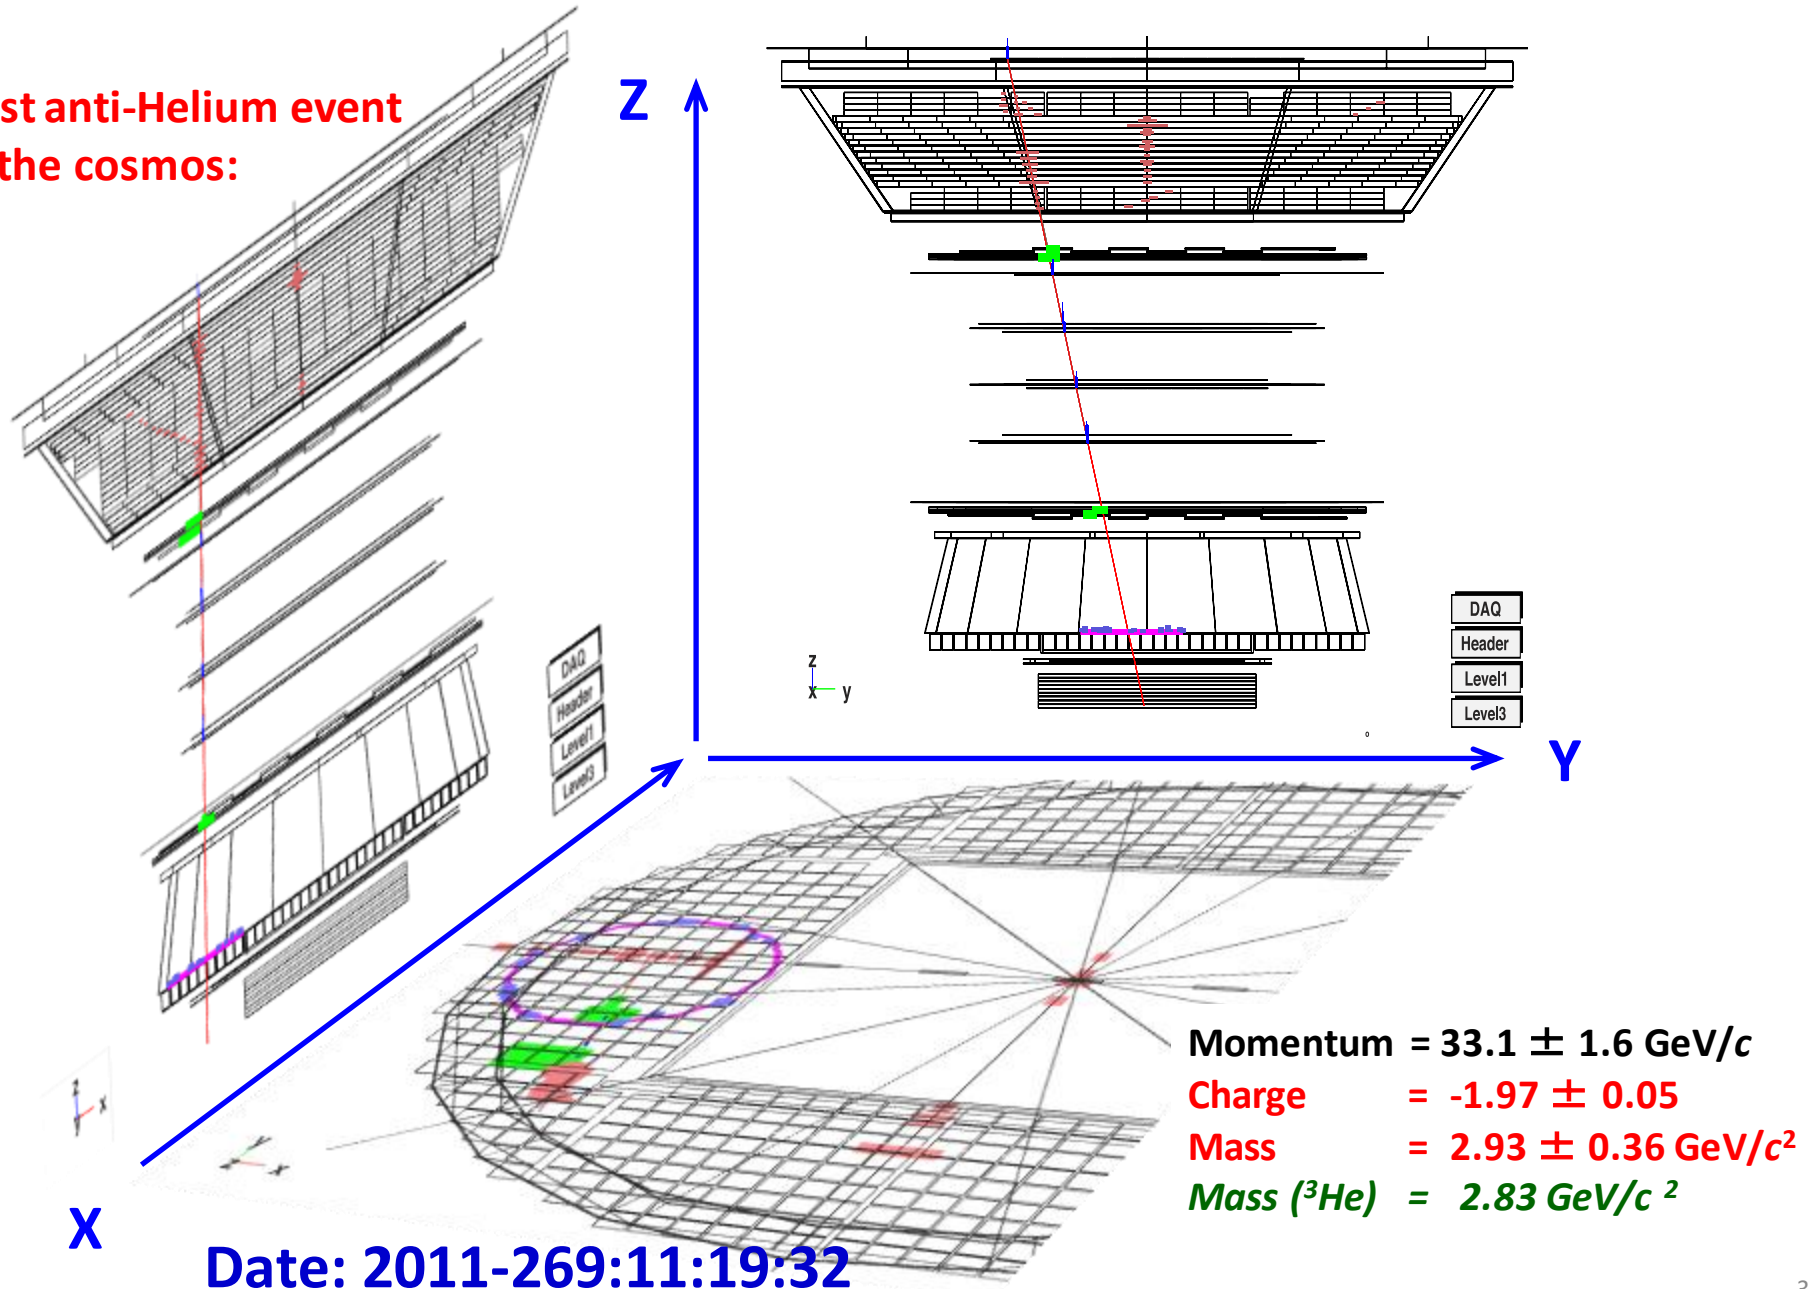 st anti-Helium event
the cosmos:
Z
DAQ
Header
Level1
Level3
z
x y
Y
DAQ
Header
Level1
Level3
Momentum = 33.1 ± 1.6 GeV/c
Charge = -1.97 ± 0.05
Mass = 2.93 ± 0.36 GeV/c²
Mass (³He) = 2.83 GeV/c ²
z
x
y
y
z x
X
Date: 2011-269:11:19:32